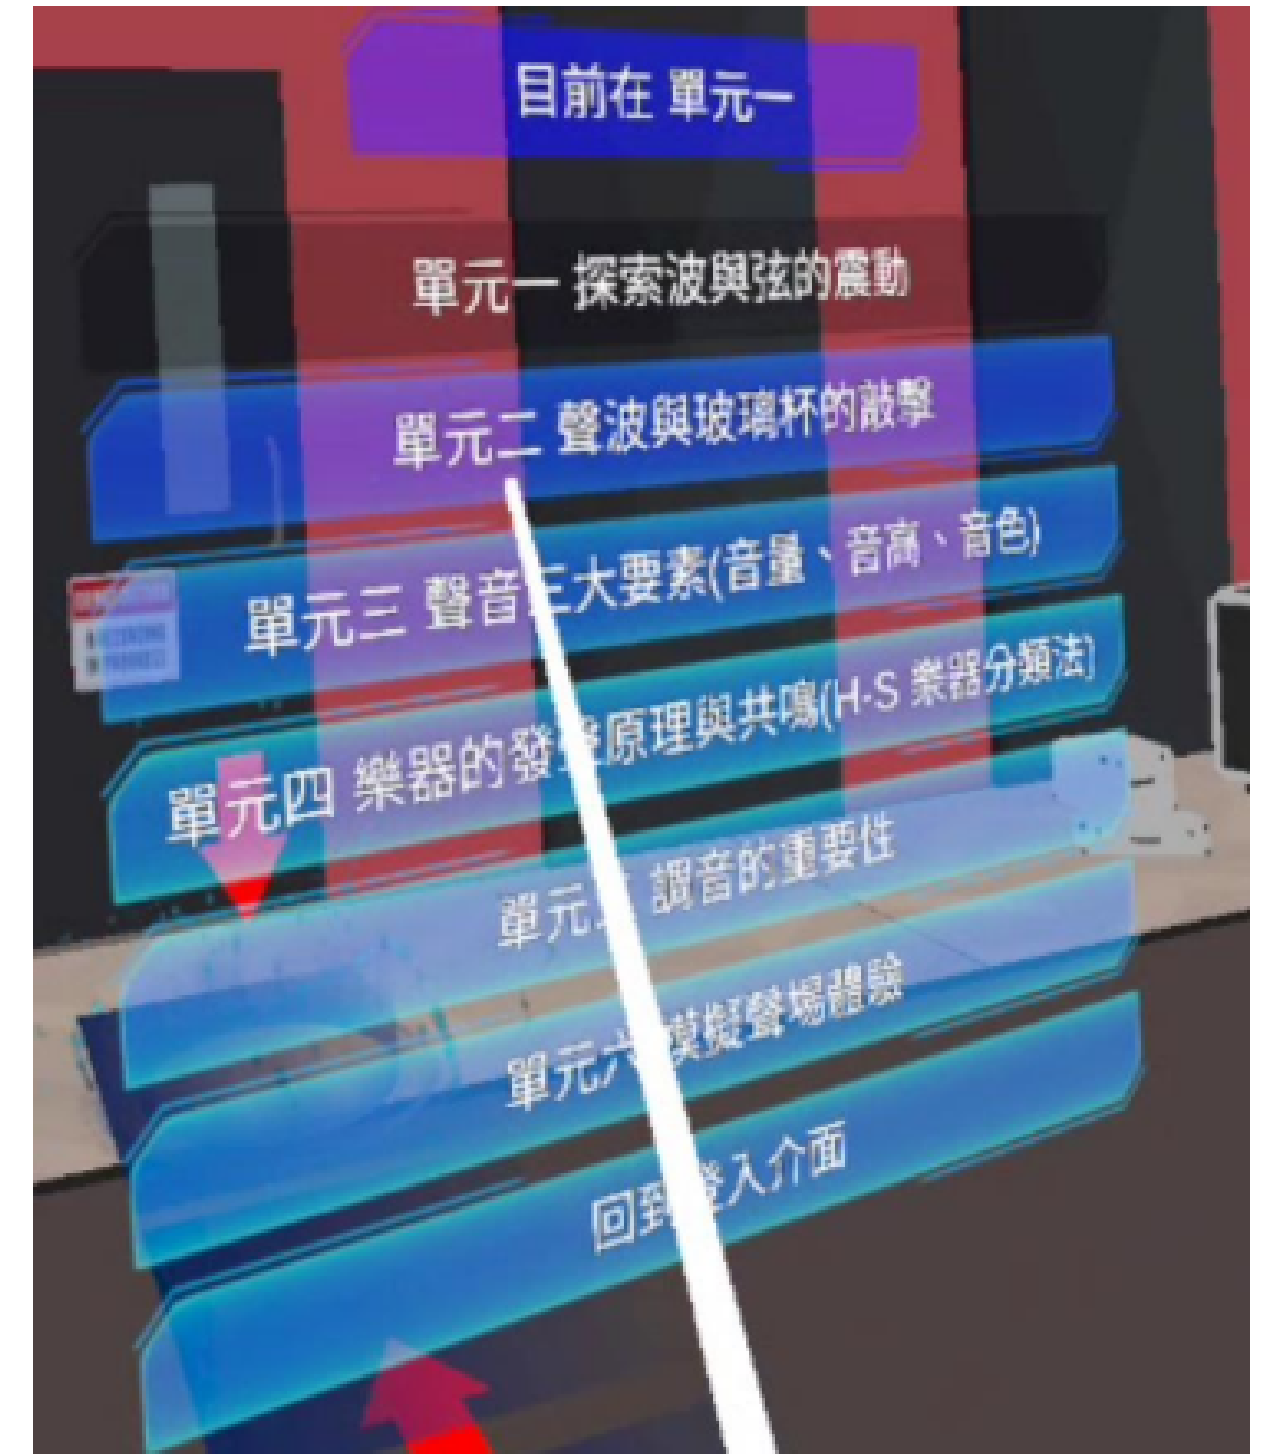 目前在 單元一
單元一 探索波與弦的震動
單元二 聲波與玻璃杯的敲擊
單元三 聲音三大要素(音量、音高、音色)
單元四 樂器的發聲原理與共鳴(H-S 樂器分類法)
單元 調音的重要性
單元六 模擬聲場體驗
回到登入介面